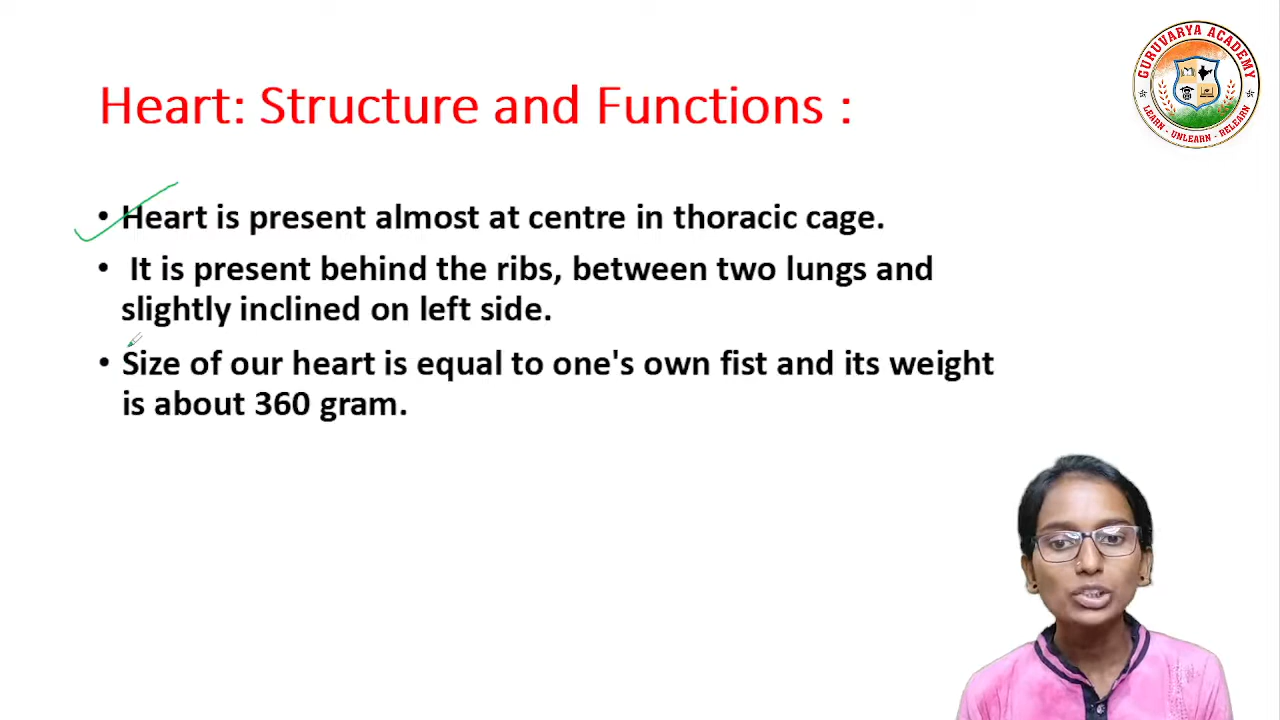 GURUVARYA ACADEMY
LEARN - UNLEARN - RELEARN
Heart: Structure and Functions :
• Heart is present almost at centre in thoracic cage.
• It is present behind the ribs, between two lungs and
slightly inclined on left side.
• Size of our heart is equal to one's own fist and its weight
is about 360 gram.